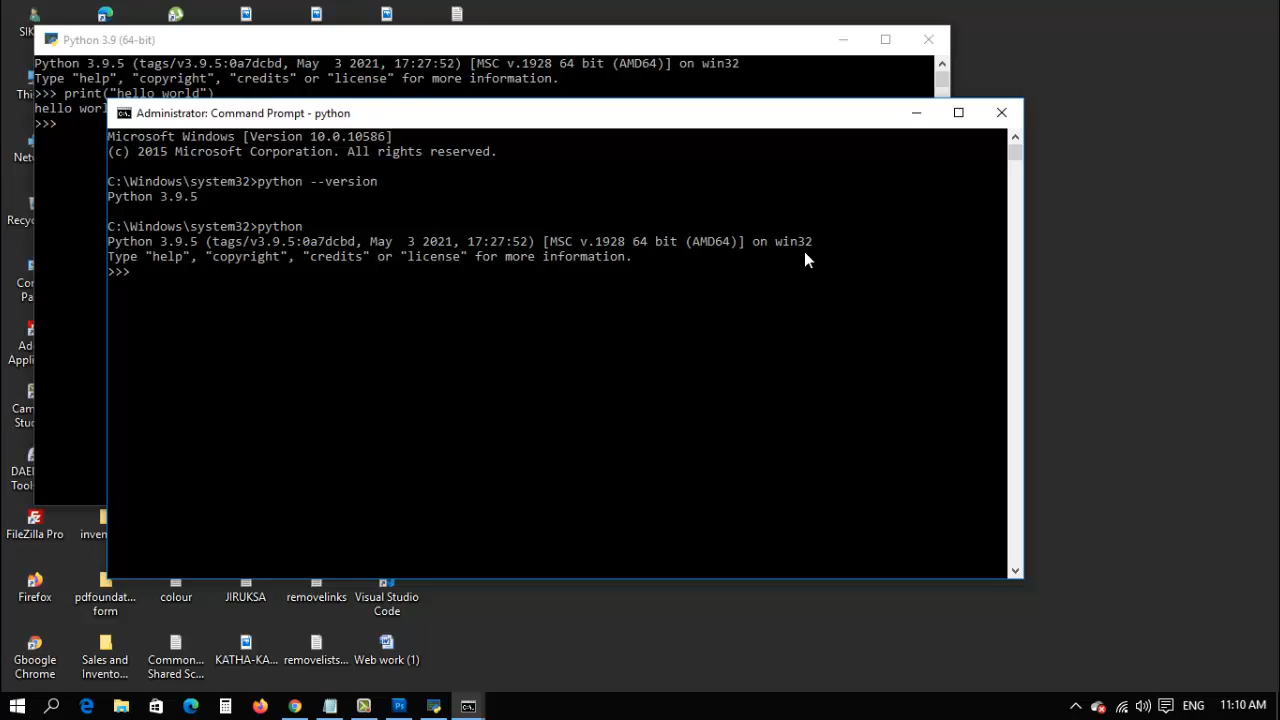 Python 3.9 (64-bit)
Python 3.9.5 (tags/v3.9.5:0a7dcbd, May  3 2021, 17:27:52) [MSC v.1928 64 bit (AMD64)] on win32
Type "help", "copyright", "credits" or "license" for more information.
>>> print("hello world")
hello worl
>>>
Administrator: Command Prompt - python
Microsoft Windows [Version 10.0.10586]
(c) 2015 Microsoft Corporation. All rights reserved.
C:\Windows\system32>python --version
Python 3.9.5
C:\Windows\system32>python
Python 3.9.5 (tags/v3.9.5:0a7dcbd, May  3 2021, 17:27:52) [MSC v.1928 64 bit (AMD64)] on win32
Type "help", "copyright", "credits" or "license" for more information.
>>>
SIK
Thi
Net
Recyc
Co
Pa
Ad
Applic
Cam
Stu
DAE
Tools
FileZilla Pro
inven
Firefox
pdfoundat...
form
colour
JIRUKSA
removelinks
Visual Studio
Code
Gboogle
Chrome
Sales and
Invento...
Common...
Shared Sc...
KATHA-KA...
removelists...
Web work (1)
ENG
11:10 AM